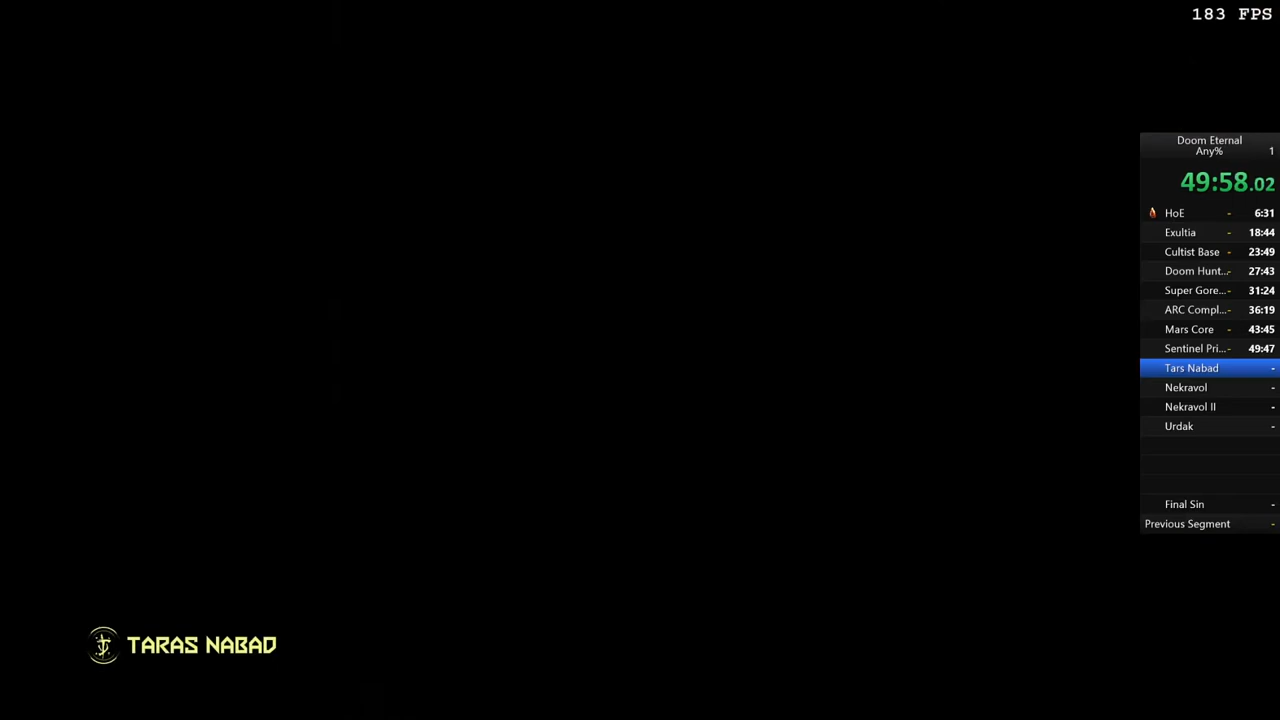 183 FPS
Doom Eternal
Any% 1
49:58.02
HoE - 6:31
Exultia - 18:44
Cultist Base - 23:49
Doom Hunt...- 27:43
Super Gore...- 31:24
ARC Compl...- 36:19
Mars Core - 43:45
Sentinel Pri...- 49:47
Tars Nabad -
Nekravol -
Nekravol II -
Urdak -
Final Sin -
Previous Segment -
TARAS NABAD